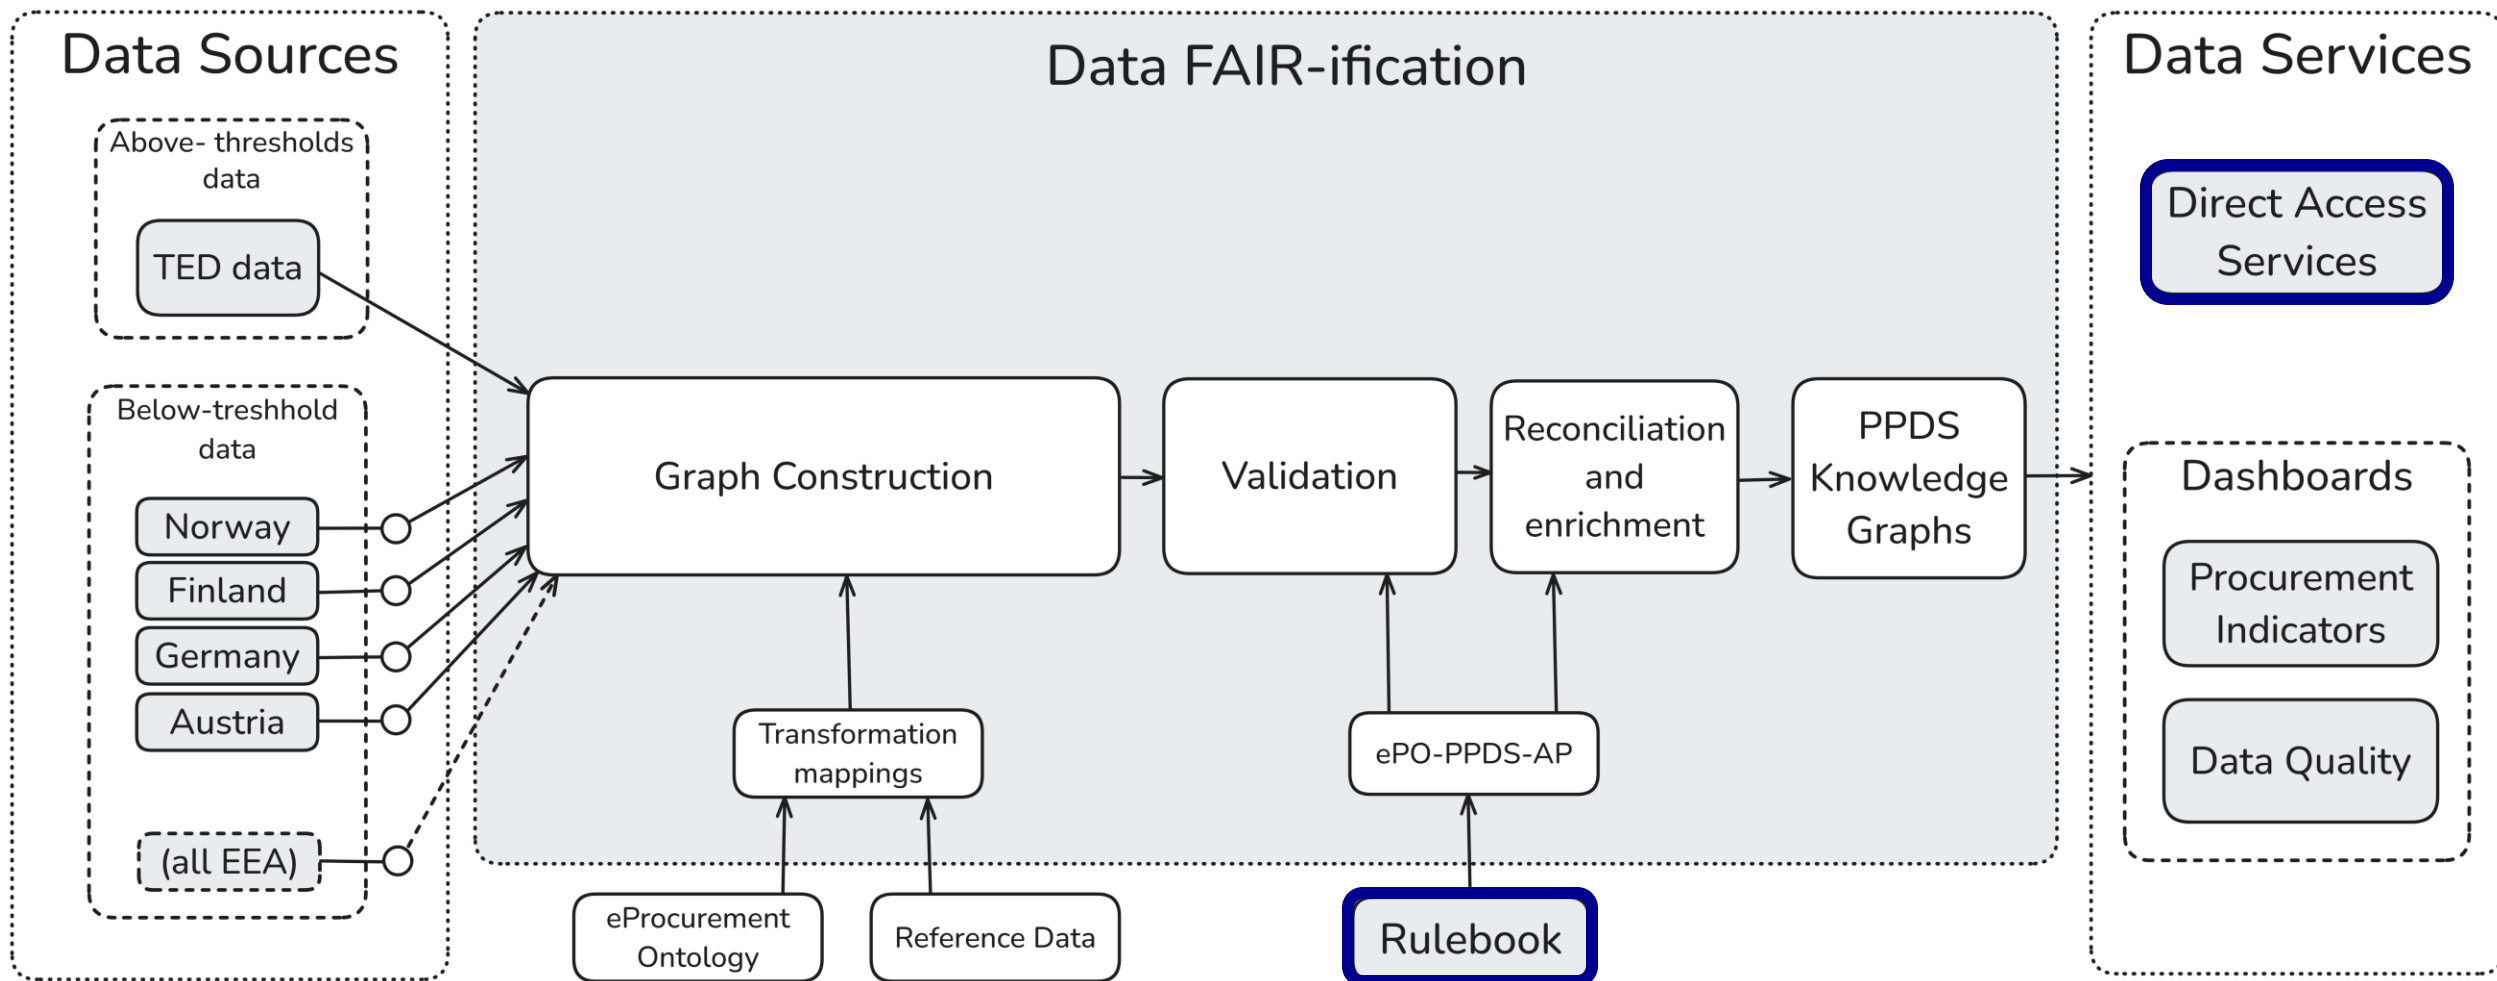 Data Sources
Above- thresholds
data
TED data
Below-treshhold
data
Norway
Finland
Germany
Austria
(all EEA)
Data FAIR-ification
Graph Construction
Validation
Reconciliation
and
enrichment
PPDS
Knowledge
Graphs
Transformation
mappings
ePO-PPDS-AP
eProcurement
Ontology
Reference Data
Rulebook
Data Services
Direct Access
Services
Dashboards
Procurement
Indicators
Data Quality